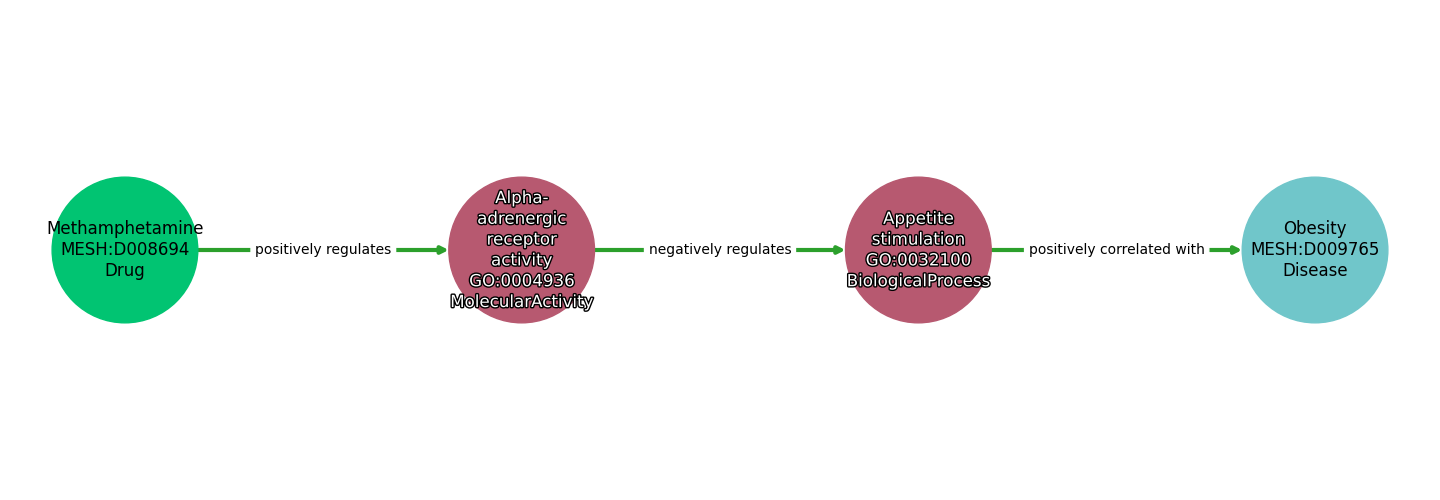 Methamphetamine
MESH:D008694
Drug
positively regulates
Alpha-
adrenergic
receptor
activity
GO:0004936
MolecularActivity
negatively regulates
Appetite
stimulation
GO:0032100
BiologicalProcess
positively correlated with
Obesity
MESH:D009765
Disease